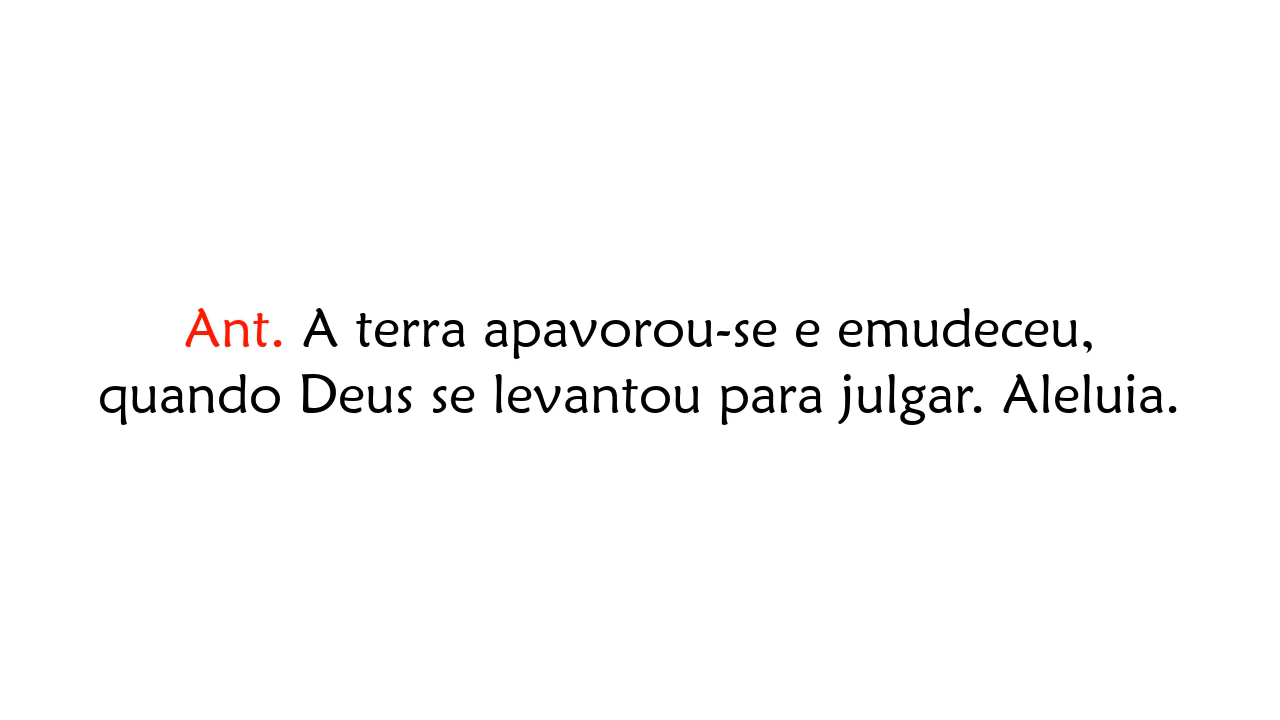 Ant. A terra apavorou-se e emudeceu,
quando Deus se levantou para julgar. Aleluia.